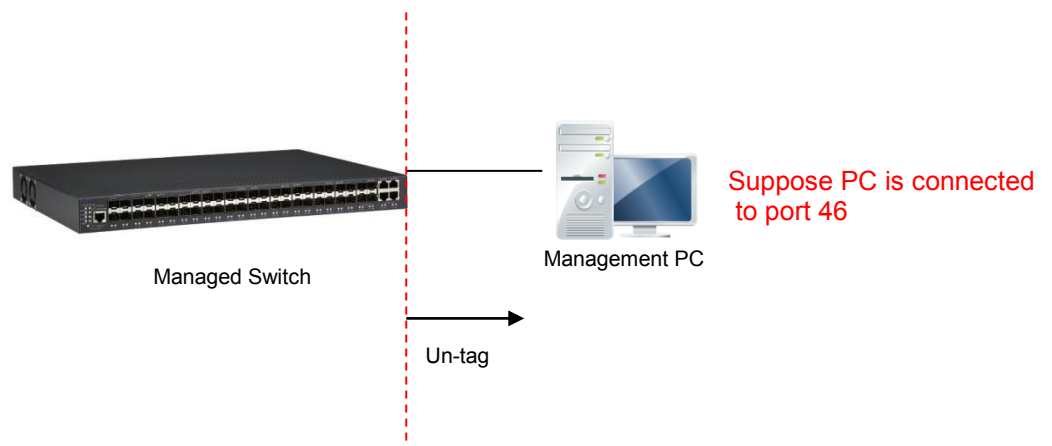 Suppose PC is connected
to port 46
Management PC
Managed Switch
Un-tag